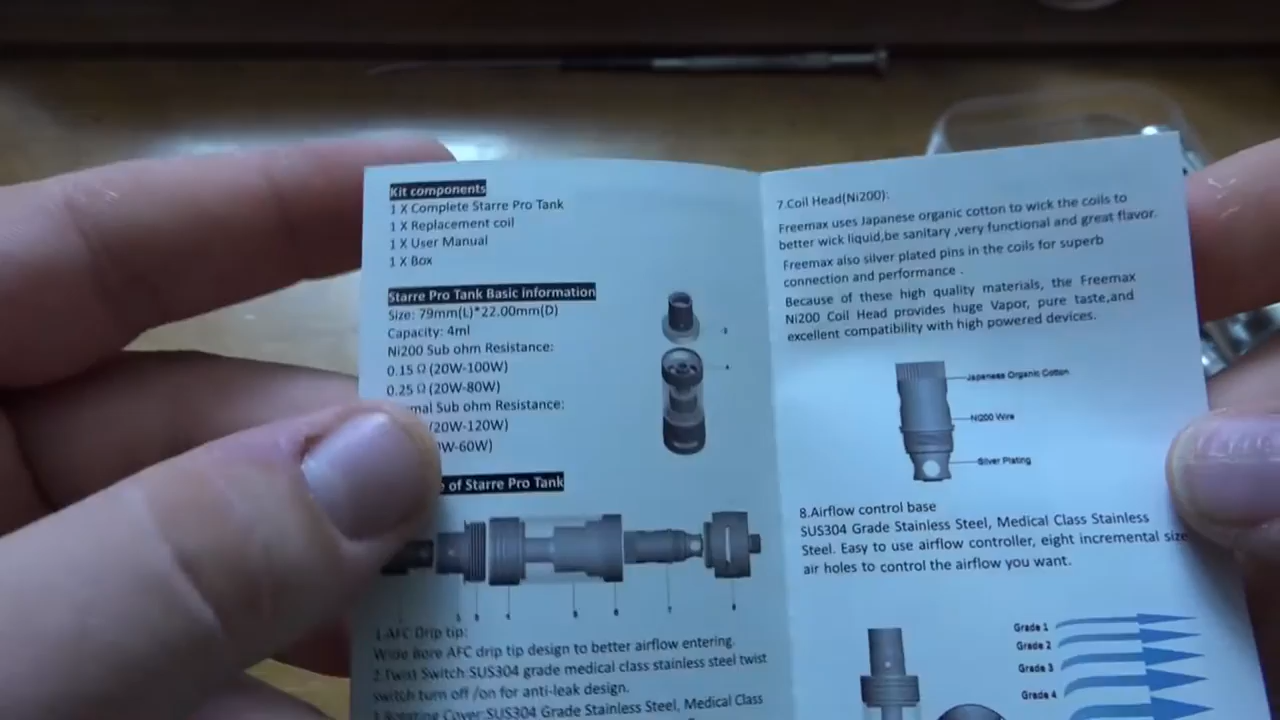 Kit components
1 X Complete Starre Pro Tank
1 X Replacement coil
1 X User Manual
1 X Box
Starre Pro Tank Basic information
Size: 79mm(L)*22.00mm(D)
Capacity: 4ml
Ni200 Sub ohm Resistance:
0.15 Ω (20W-100W)
0.25 Ω (20W-80W)
Sub ohm Resistance:
(20W-120W)
W-60W)
of Starre Pro Tank
1.AFC Drip tip:
Wide Bore AFC drip tip design to better airflow entering.
2.Twist Switch:SUS304 grade medical class stainless steel twist
switch turn off /on for anti-leak design.
3.Rotating Cover:SUS304 Grade Stainless Steel, Medical Class
7.Coil Head(Ni200):
Freemax uses Japanese organic cotton to wick the coils to
better wick liquid,be sanitary ,very functional and great flavor.
Freemax also silver plated pins in the coils for superb
connection and performance .
Because of these high quality materials, the Freemax
Ni200 Coil Head provides huge Vapor, pure taste,and
excellent compatibility with high powered devices.
Japanese Organic Cotton
Ni200 Wire
Silver Plating
8.Airflow control base
SUS304 Grade Stainless Steel, Medical Class Stainless
Steel. Easy to use airflow controller, eight incremental size
air holes to control the airflow you want.
Grade 1
Grade 2
Grade 3
Grade 4